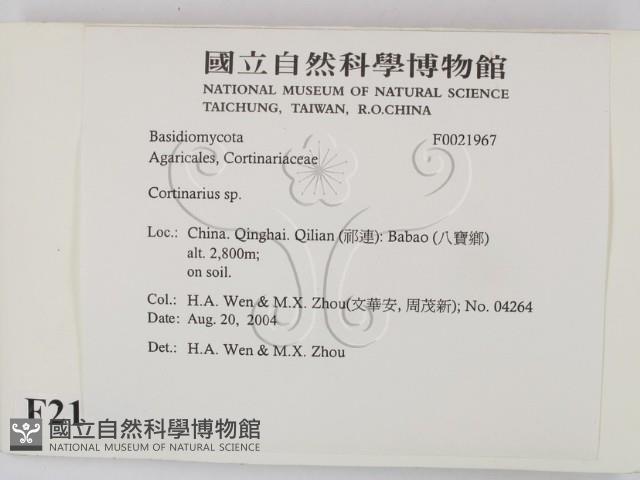 國立自然科學博物館
NATIONAL MUSEUM OF NATURAL SCIENCE
TAICHUNG, TAIWAN, R.O.CHINA
Basidiomycota F0021967
Agaricales, Cortinariaceae
Cortinarius sp.
Loc.: China. Qinghai. Qilian (祁連): Babao (八寶鄉)
alt. 2,800m;
on soil.
Col.: H.A. Wen & M.X. Zhou(文華安, 周茂新); No. 04264
Date: Aug. 20, 2004
Det.: H.A. Wen & M.X. Zhou
F21
國立自然科學博物館
NATIONAL MUSEUM OF NATURAL SCIENCE